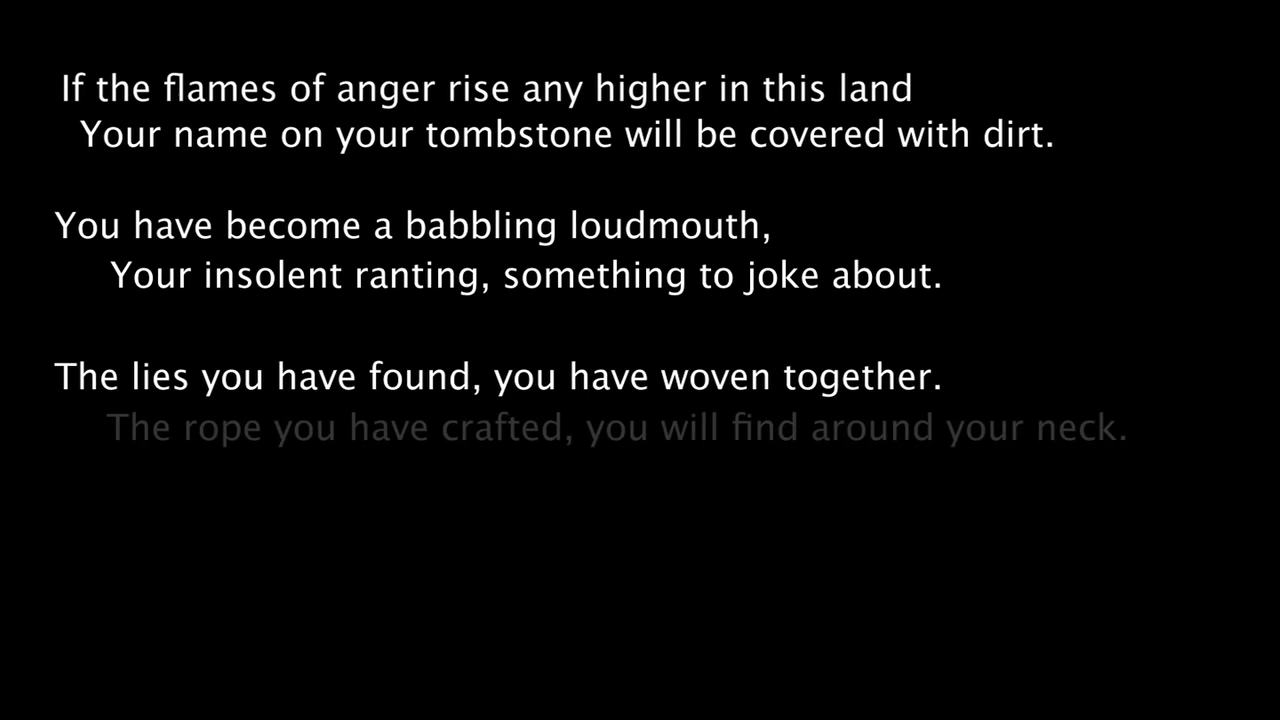 If the flames of anger rise any higher in this land
Your name on your tombstone will be covered with dirt.
You have become a babbling loudmouth,
Your insolent ranting, something to joke about.
The lies you have found, you have woven together.
The rope you have crafted, you will find around your neck.